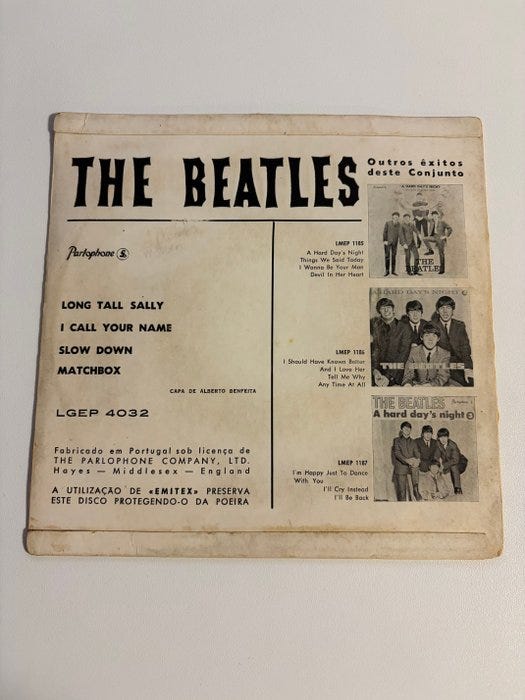 THE BEATLES
Outros êxitos
deste Conjunto
Parlophone
LONG TALL SALLY
I CALL YOUR NAME
SLOW DOWN
MATCHBOX
CAPA DE ALBERTO BENFEITA
LGEP 4032
Fabricado em Portugal sob licença de
THE PARLOPHONE COMPANY, LTD.
Hayes — Middlesex — England
A UTILIZAÇÃO DE «EMITEX» PRESERVA
ESTE DISCO PROTEGENDO-O DA POEIRA
LMEP 1185
A Hard Day's Night
Things We Said Today
I Wanna Be Your Man
Devil In Her Heart
A HARD DAY'S NIGHT
THE
BEATLES
LMEP 1186
I Should Have Known Better
And I Love Her
Tell Me Why
Any Time At All
A HARD DAY'S NIGHT
THE BEATLES
LMEP 1187
I'm Happy Just To Dance
With You
I'll Cry Instead
I'll Be Back
THE BEATLES
Parlophone
A hard day's night